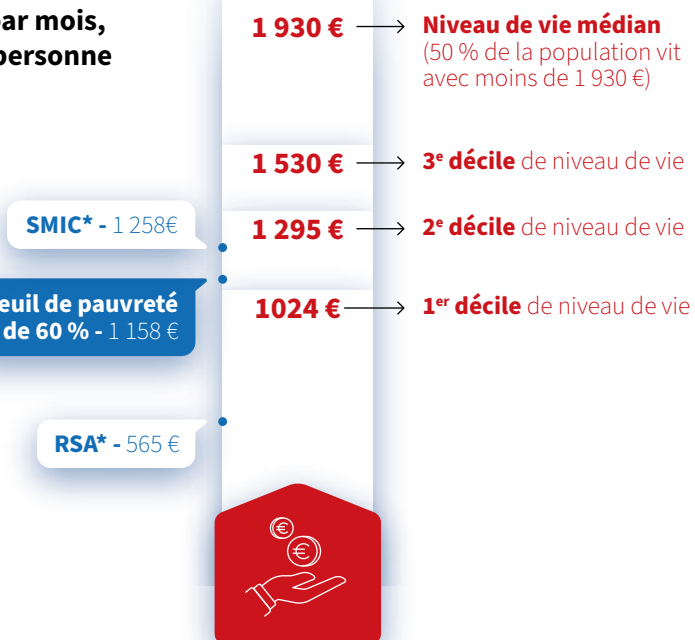 par mois,
personne
1 930 €
Niveau de vie médian
(50 % de la population vit
avec moins de 1 930 €)
1 530 €
3e décile de niveau de vie
SMIC* - 1 258€
1 295 €
2e décile de niveau de vie
euil de pauvreté
de 60 % - 1 158 €
1024 €
1er décile de niveau de vie
RSA* - 565 €
€
€